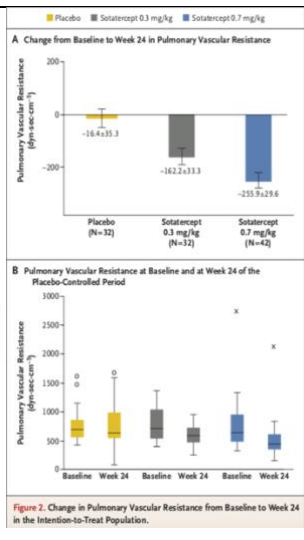 Placebo Sotatercept 0.3 mg/kg Sotatercept 0.7 mg/kg
A Change from Baseline to Week 24 in Pulmonary Vascular Resistance
Pulmonary Vascular Resistance
(dyn·sec·cm⁻⁵)
200
0
−200
−16.4±35.3
−162.2±33.3
−255.9±29.6
Placebo
(N=32)
Sotatercept
0.3 mg/kg
(N=32)
Sotatercept
0.7 mg/kg
(N=42)
B Pulmonary Vascular Resistance at Baseline and at Week 24 of the
Placebo-Controlled Period
Pulmonary Vascular Resistance
(dyn·sec·cm⁻⁵)
3000
2500
2000
1500
1000
500
0
Baseline Week 24 Baseline Week 24 Baseline Week 24
Figure 2. Change in Pulmonary Vascular Resistance from Baseline to Week 24
in the Intention-to-Treat Population.